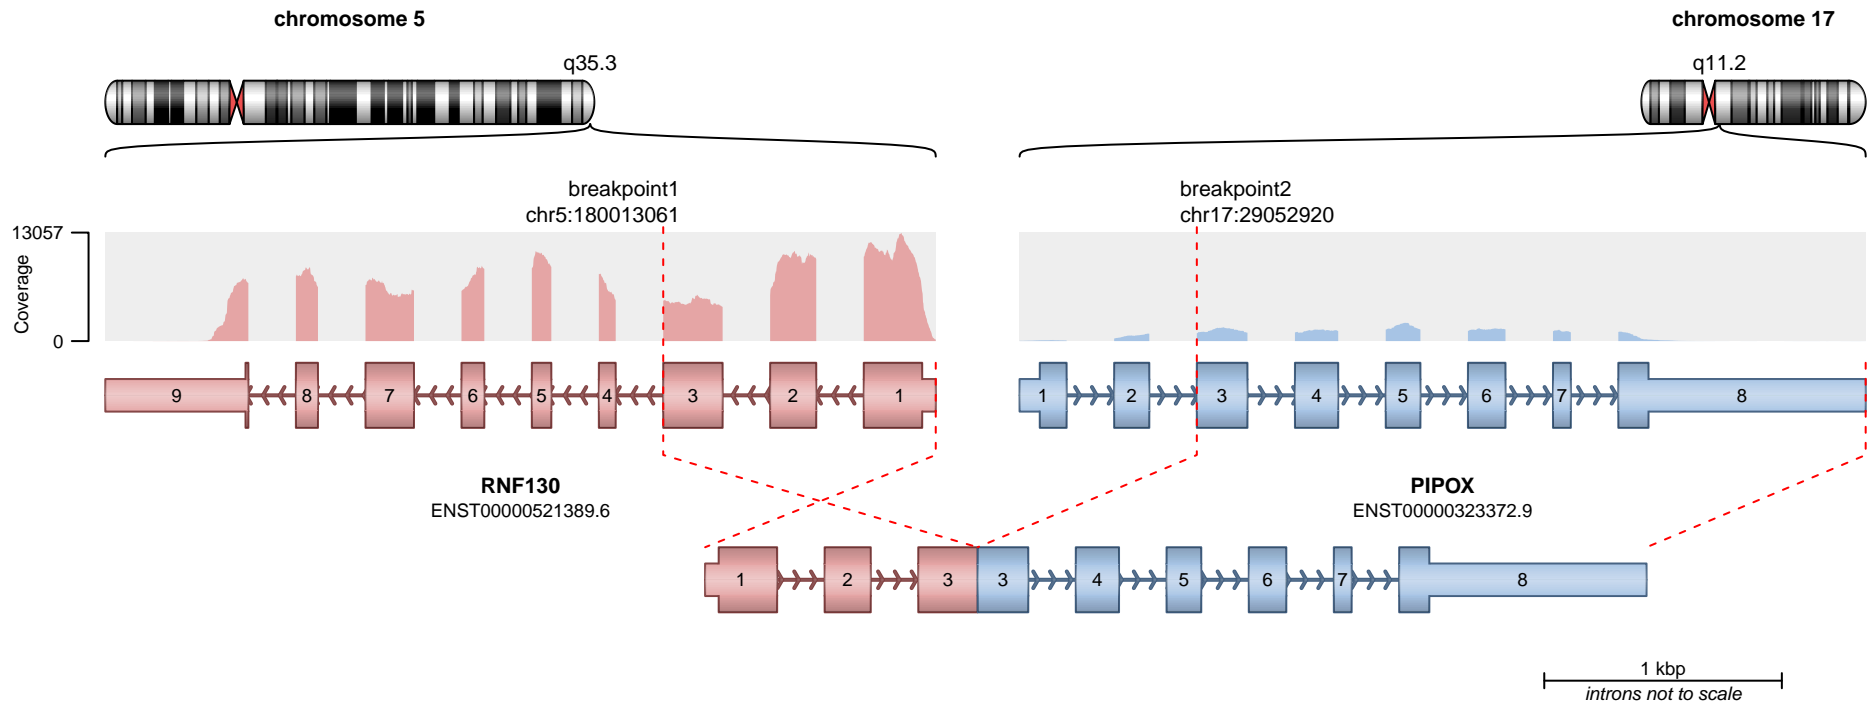 chromosome 5
chromosome 17
q35.3
q11.2
breakpoint1
chr5:180013061
breakpoint2
chr17:29052920
13057
Coverage
0
9 8 7 6 5 4 3 2 1
1 2 3 4 5 6 7 8
RNF130
ENST00000521389.6
PIPOX
ENST00000323372.9
1 2 3 3 4 5 6 7 8
1 kbp
introns not to scale